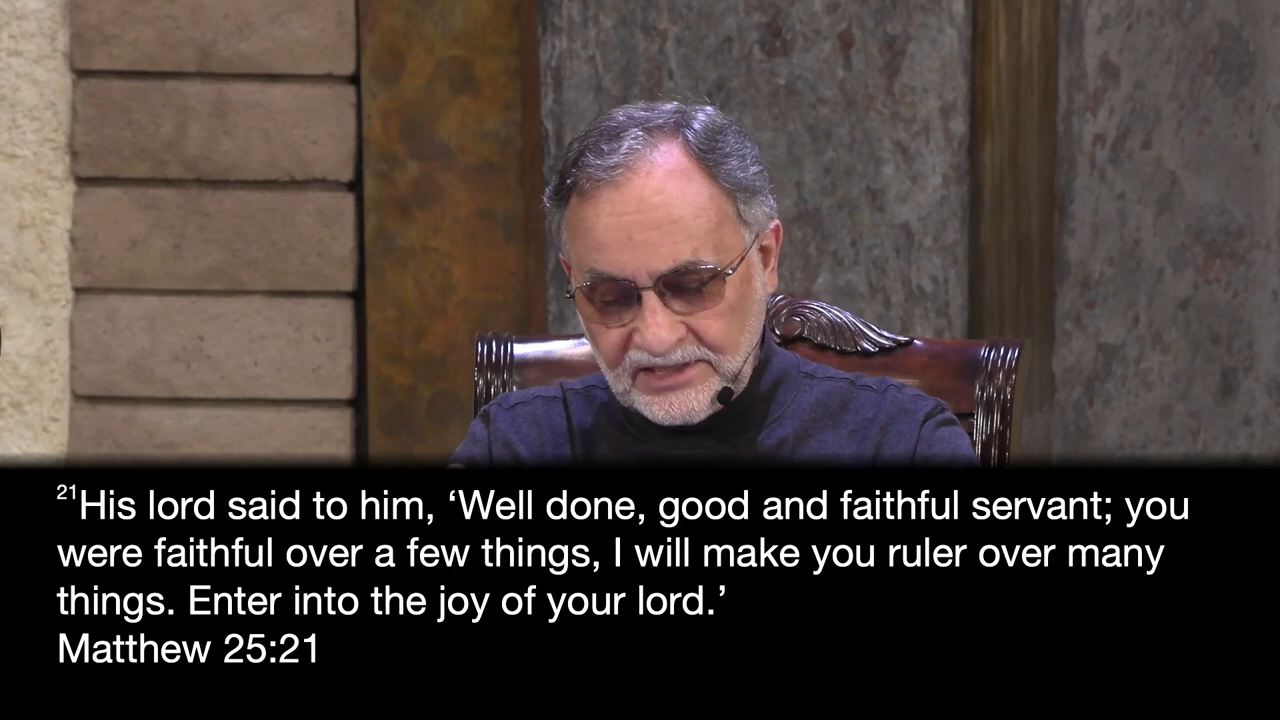 ²¹His lord said to him, ‘Well done, good and faithful servant; you
were faithful over a few things, I will make you ruler over many
things. Enter into the joy of your lord.’
Matthew 25:21